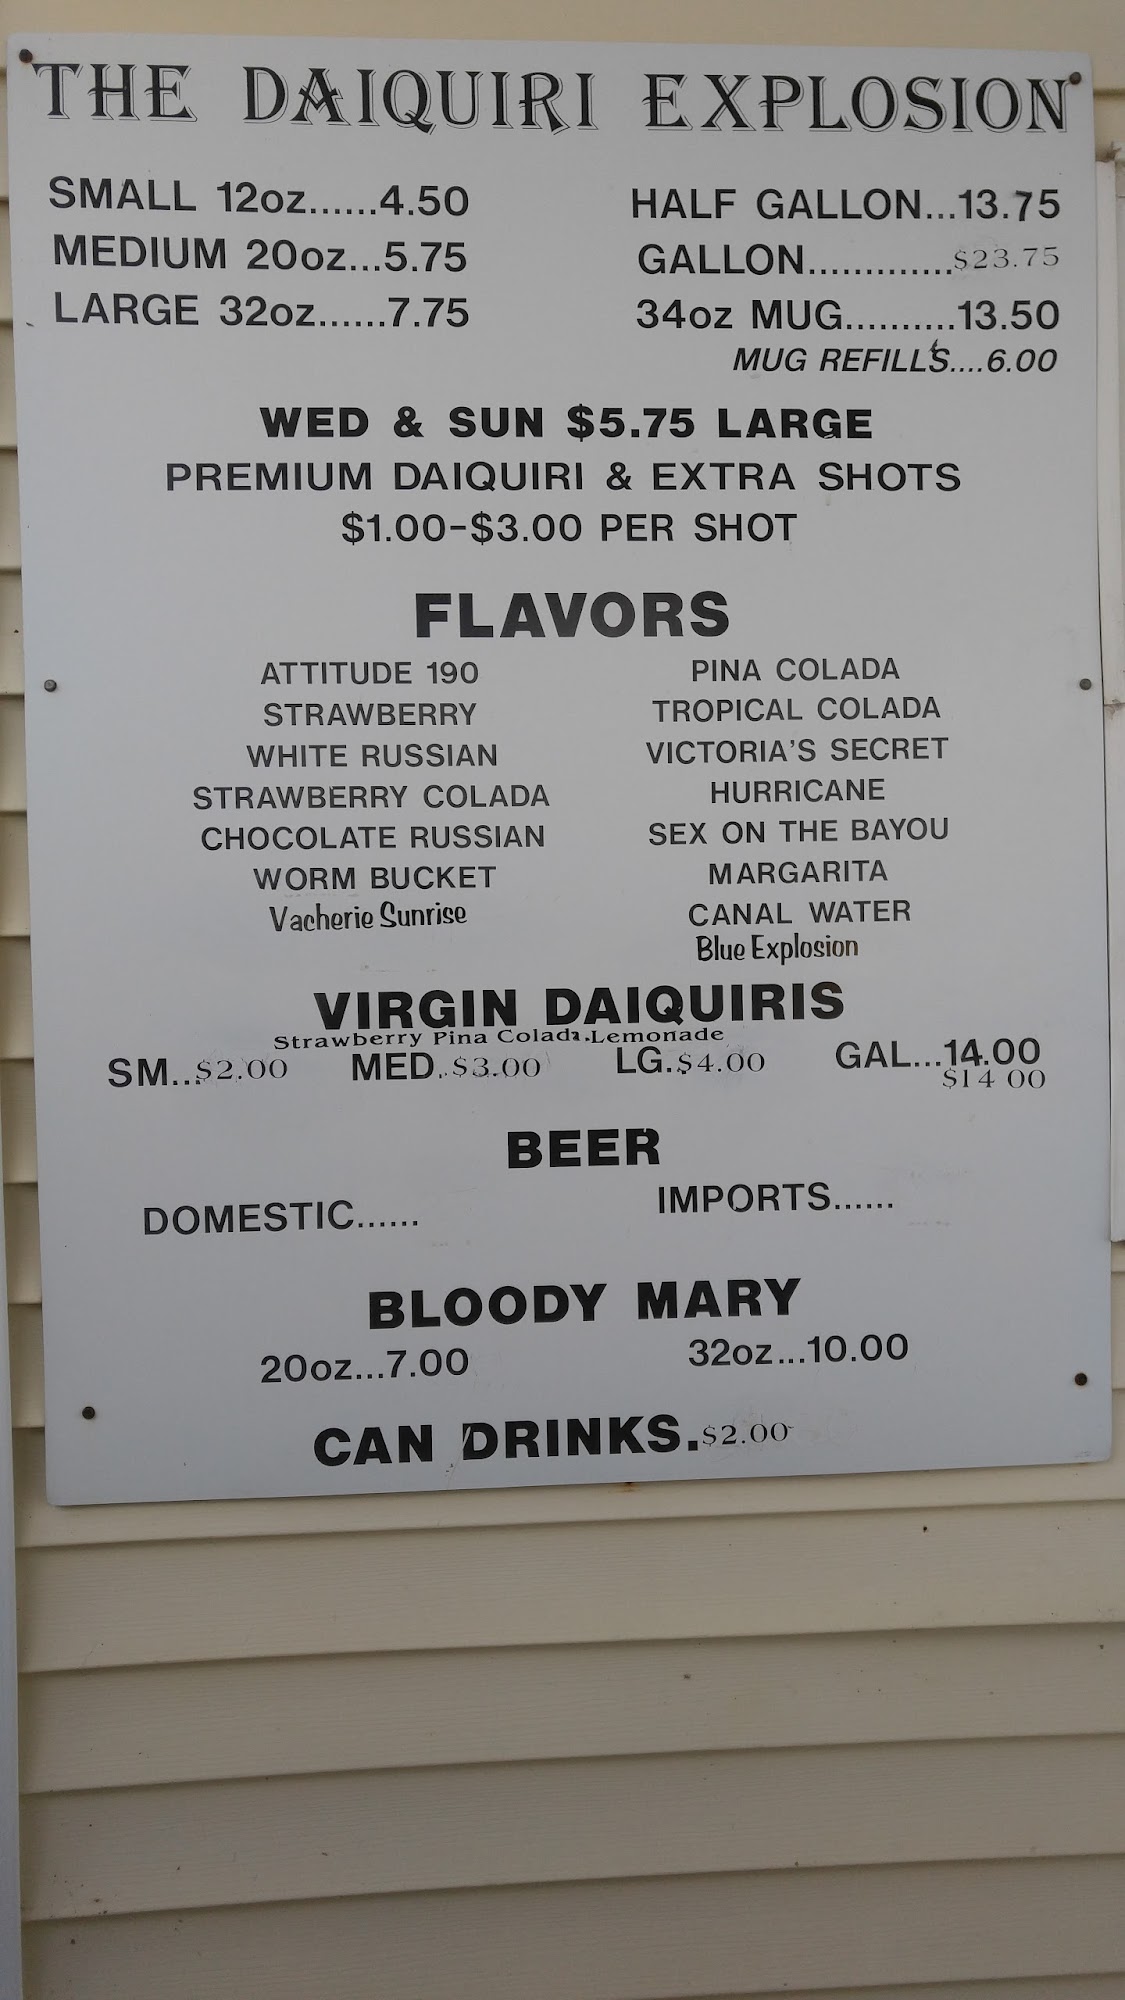 THE DAIQUIRI EXPLOSION
SMALL 12oz......4.50
MEDIUM 20oz...5.75
LARGE 32oz......7.75
HALF GALLON...13.75
GALLON.............$23.75
34oz MUG..........13.50
MUG REFILLS....6.00
WED & SUN $5.75 LARGE
PREMIUM DAIQUIRI & EXTRA SHOTS
$1.00-$3.00 PER SHOT
FLAVORS
ATTITUDE 190
STRAWBERRY
WHITE RUSSIAN
STRAWBERRY COLADA
CHOCOLATE RUSSIAN
WORM BUCKET
Vacherie Sunrise
PINA COLADA
TROPICAL COLADA
VICTORIA'S SECRET
HURRICANE
SEX ON THE BAYOU
MARGARITA
CANAL WATER
Blue Explosion
VIRGIN DAIQUIRIS
Strawberry Pina Colada.Lemonade
SM...$2.00 MED.$3.00 LG.$4.00 GAL...14.00
$14 00
BEER
DOMESTIC...... IMPORTS......
BLOODY MARY
20oz...7.00 32oz...10.00
CAN DRINKS.$2.00